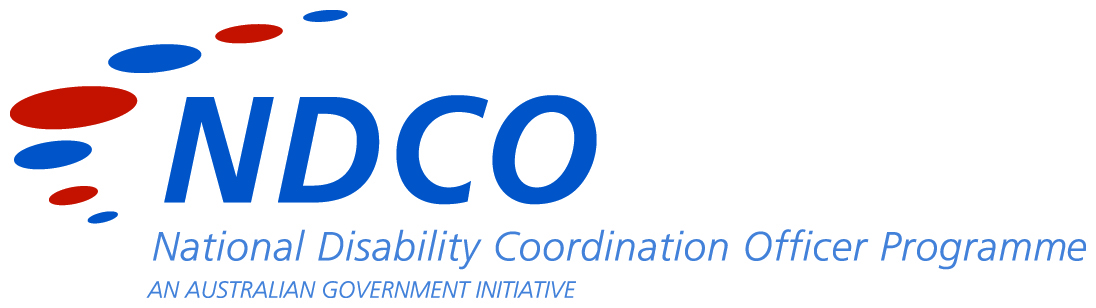 NDCO
National Disability Coordination Officer Programme
AN AUSTRALIAN GOVERNMENT INITIATIVE